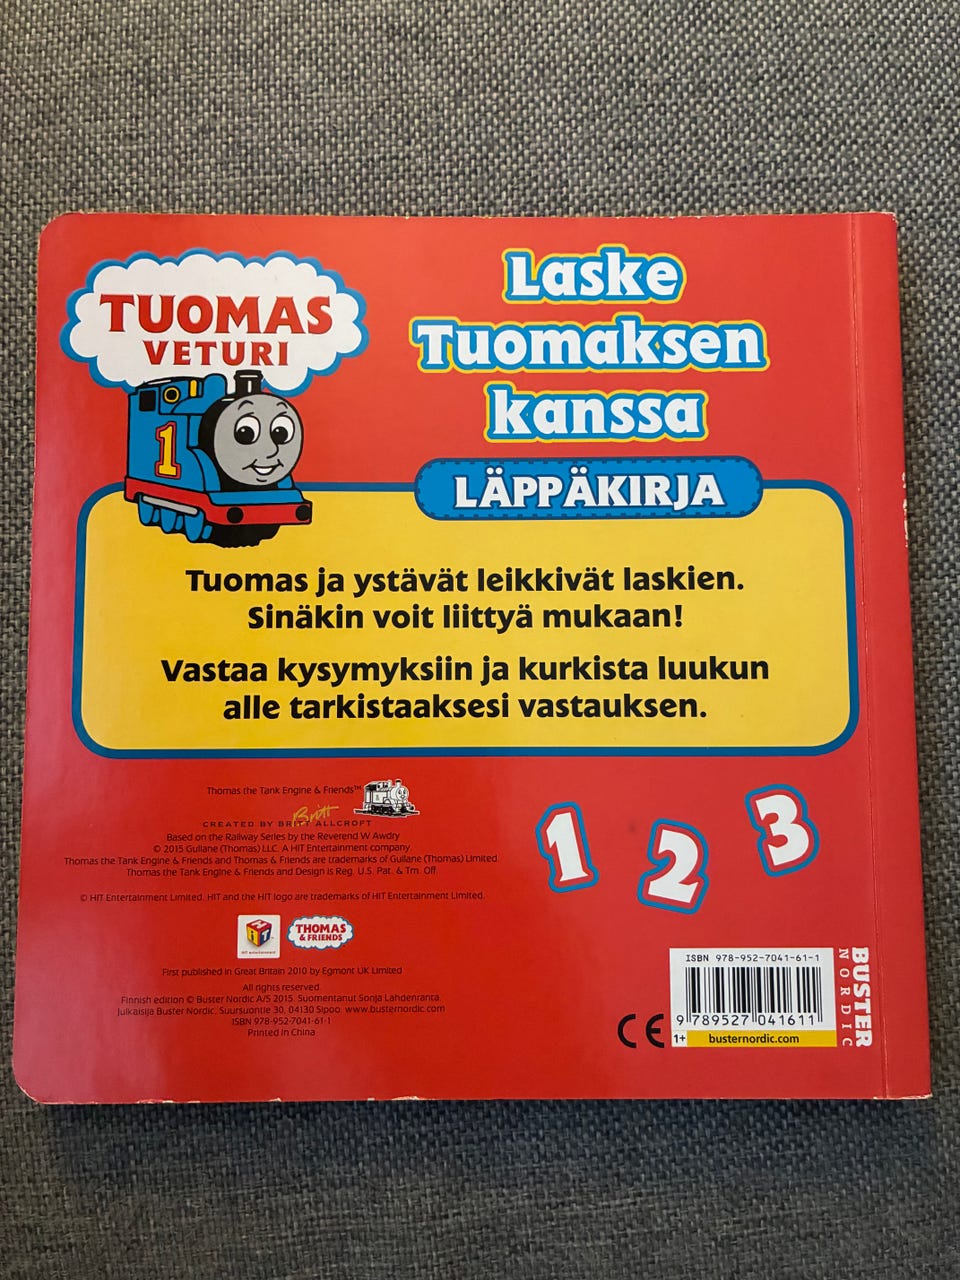 TUOMAS
VETURI
1
Laske
Tuomaksen
kanssa
LÄPPÄKIRJA
Tuomas ja ystävät leikkivät laskien.
Sinäkin voit liittyä mukaan!
Vastaa kysymyksiin ja kurkista luukun
alle tarkistaaksesi vastauksen.
Thomas the Tank Engine & Friends™
Britt
CREATED BY BRITT ALLCROFT
Based on the Railway Series by the Reverend W Awdry
© 2015 Gullane (Thomas) LLC. A HIT Entertainment company.
Thomas the Tank Engine & Friends and Thomas & Friends are trademarks of Gullane (Thomas) Limited.
Thomas the Tank Engine & Friends and Design is Reg. U.S. Pat. & Tm. Off.
© HIT Entertainment Limited. HIT and the HIT logo are trademarks of HIT Entertainment Limited.
HiT
HIT entertainment
THOMAS
& FRIENDS
First published in Great Britain 2010 by Egmont UK Limited
All rights reserved.
Finnish edition © Buster Nordic A/S 2015. Suomentanut Sonja Lahdenranta.
Julkaisija Buster Nordic, Suursuontie 30, 04130 Sipoo. www.busternordic.com
ISBN 978-952-7041-61-1
Printed in China
1 2 3
ISBN 978-952-7041-61-1
9 789527 041611
CE
1+
busternordic.com
BUSTER
NORDIC